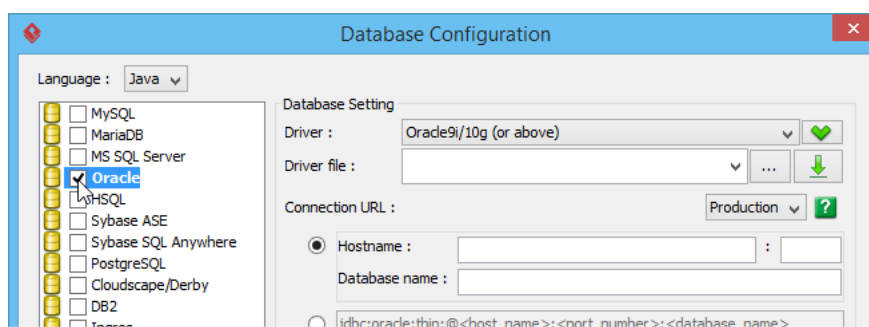 Database Configuration
Language : Java
MySQL
MariaDB
MS SQL Server
Oracle
HSQL
Sybase ASE
Sybase SQL Anywhere
PostgreSQL
Cloudscape/Derby
DB2
Ingres
Database Setting
Driver : Oracle9i/10g (or above)
Driver file : ...
Connection URL : Production ?
Hostname : :
Database name :
jdbc:oracle:thin:@<host_name>:<port_number>:<database_name>